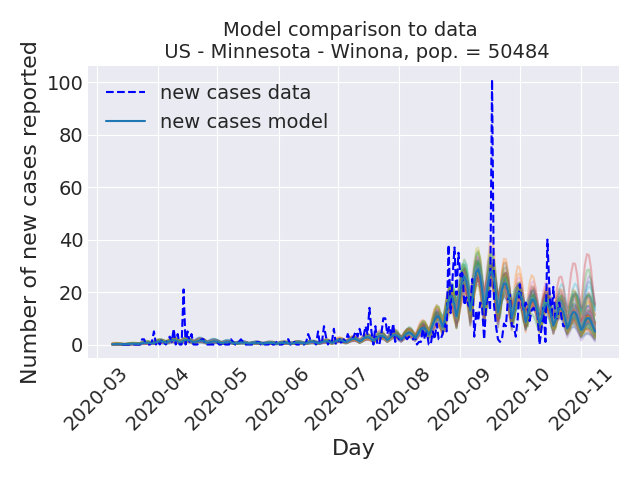 Model comparison to data
US - Minnesota - Winona, pop. = 50484
Number of new cases reported
100
80
60
40
20
0
new cases data
new cases model
2020-03
2020-04
2020-05
2020-06
2020-07
2020-08
2020-09
2020-10
2020-11
Day